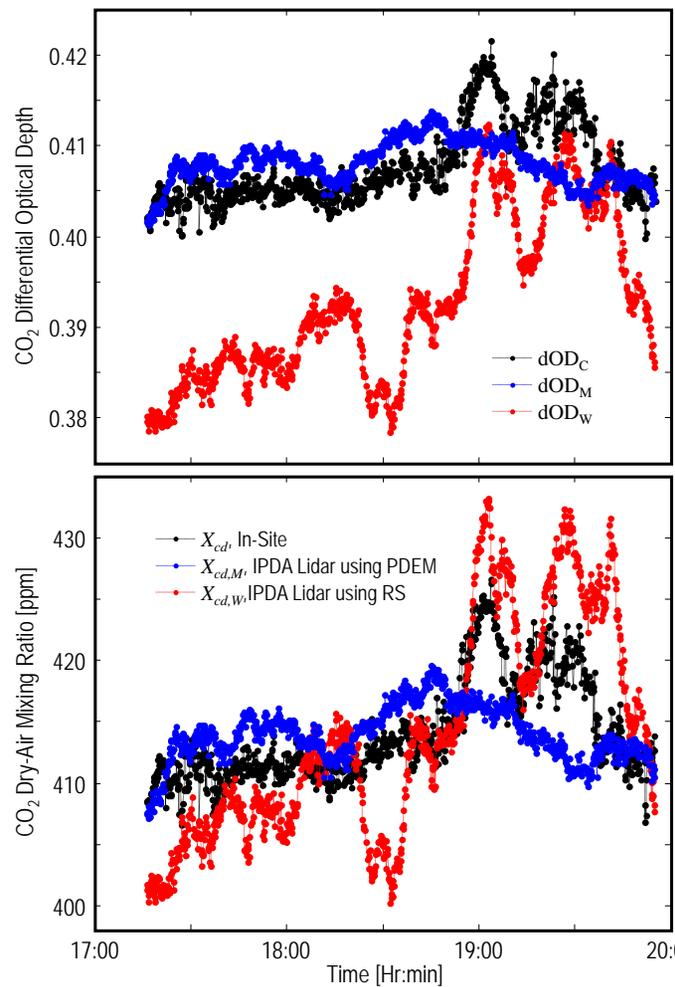 0.42
0.41
0.40
0.39
0.38
CO2 Differential Optical Depth
dODC
dODM
dODW
430
420
410
400
CO2 Dry-Air Mixing Ratio [ppm]
Xcd, In-Site
Xcd,M, IPDA Lidar using PDEM
Xcd,W,IPDA Lidar using RS
17:00 18:00 19:00 20:0
Time [Hr:min]